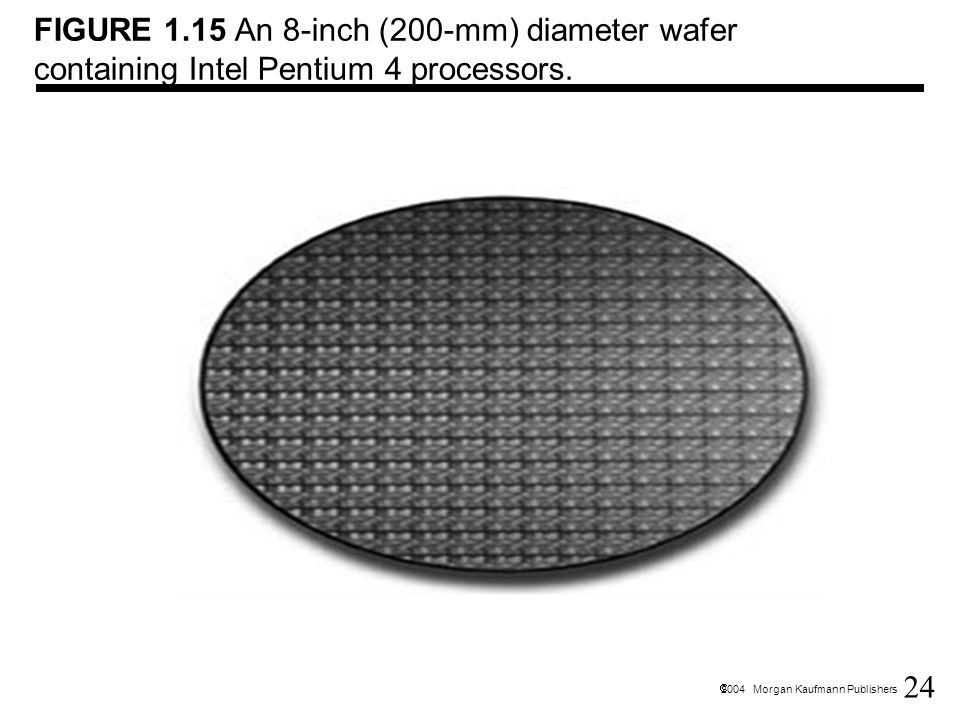 FIGURE 1.15 An 8-inch (200-mm) diameter wafer
containing Intel Pentium 4 processors.
©2004 Morgan Kaufmann Publishers
24